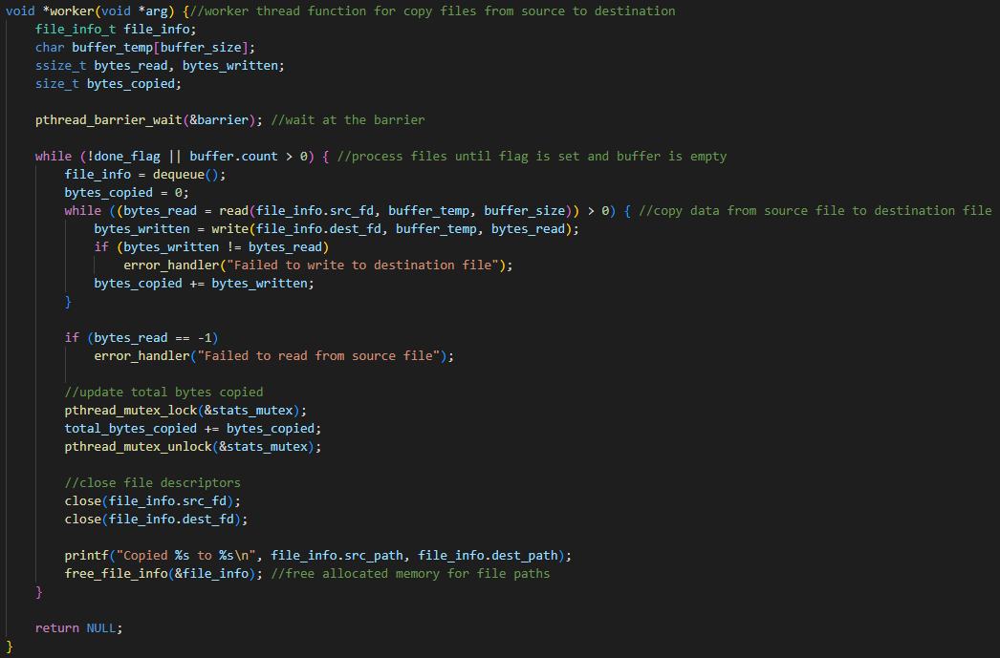 void *worker(void *arg) {//worker thread function for copy files from source to destination
    file_info_t file_info;
    char buffer_temp[buffer_size];
    ssize_t bytes_read, bytes_written;
    size_t bytes_copied;

    pthread_barrier_wait(&barrier); //wait at the barrier

    while (!done_flag || buffer.count > 0) { //process files until flag is set and buffer is empty
        file_info = dequeue();
        bytes_copied = 0;
        while ((bytes_read = read(file_info.src_fd, buffer_temp, buffer_size)) > 0) { //copy data from source file to destination file
            bytes_written = write(file_info.dest_fd, buffer_temp, bytes_read);
            if (bytes_written != bytes_read)
                error_handler("Failed to write to destination file");
            bytes_copied += bytes_written;
        }

        if (bytes_read == -1)
            error_handler("Failed to read from source file");

        //update total bytes copied
        pthread_mutex_lock(&stats_mutex);
        total_bytes_copied += bytes_copied;
        pthread_mutex_unlock(&stats_mutex);

        //close file descriptors
        close(file_info.src_fd);
        close(file_info.dest_fd);

        printf("Copied %s to %s\n", file_info.src_path, file_info.dest_path);
        free_file_info(&file_info); //free allocated memory for file paths
    }

    return NULL;
}